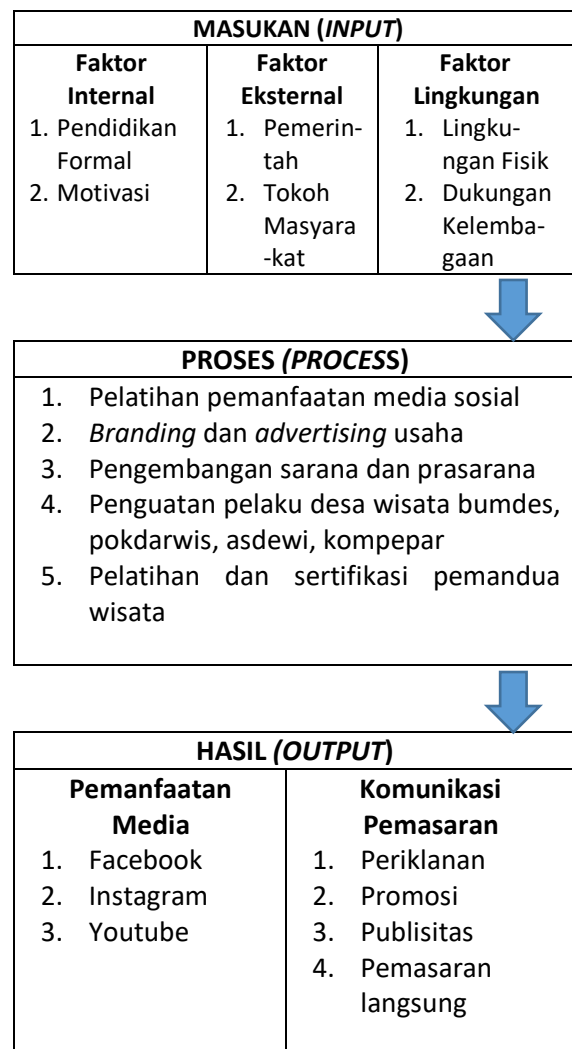 MASUKAN (INPUT)
Faktor
Internal
1. Pendidikan
Formal
2. Motivasi
Faktor
Eksternal
1. Pemerin-
tah
2. Tokoh
Masyara
-kat
Faktor
Lingkungan
1. Lingku-
ngan Fisik
2. Dukungan
Kelemba-
gaan
PROSES (PROCESS)
1. Pelatihan pemanfaatan media sosial
2. Branding dan advertising usaha
3. Pengembangan sarana dan prasarana
4. Penguatan pelaku desa wisata bumdes,
pokdarwis, asdewi, kompepar
5. Pelatihan dan sertifikasi pemandua
wisata
HASIL (OUTPUT)
Pemanfaatan
Media
1. Facebook
2. Instagram
3. Youtube
Komunikasi
Pemasaran
1. Periklanan
2. Promosi
3. Publisitas
4. Pemasaran
langsung